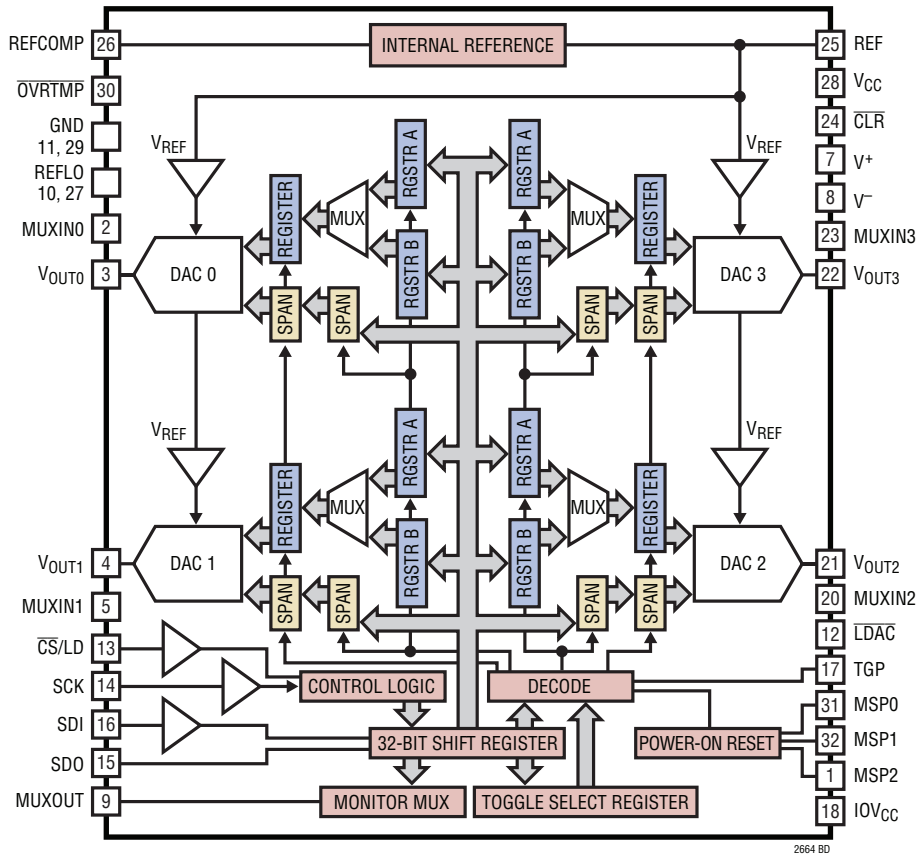 REFCOMP 26 INTERNAL REFERENCE 25 REF
O̅V̅R̅T̅M̅P̅ 30 28 VCC
GND 11, 29 24 C̅L̅R̅
VREF VREF 7 V+
REFLO 10, 27 8 V–
MUXIN0 2 23 MUXIN3
REGISTER MUX RGSTR A RGSTR A MUX REGISTER
RGSTR B RGSTR B
VOUT0 3 DAC 0 DAC 3 22 VOUT3
SPAN SPAN SPAN SPAN
VREF VREF
REGISTER MUX RGSTR A RGSTR A MUX REGISTER
RGSTR B RGSTR B
VOUT1 4 DAC 1 DAC 2 21 VOUT2
SPAN SPAN SPAN SPAN
MUXIN1 5 20 MUXIN2
C̅S̅/LD 13 12 L̅D̅A̅C̅
SCK 14 CONTROL LOGIC DECODE 17 TGP
31 MSP0
SDI 16 32-BIT SHIFT REGISTER POWER-ON RESET 32 MSP1
SDO 15 1 MSP2
MUXOUT 9 MONITOR MUX TOGGLE SELECT REGISTER 18 IOVCC
2664 BD